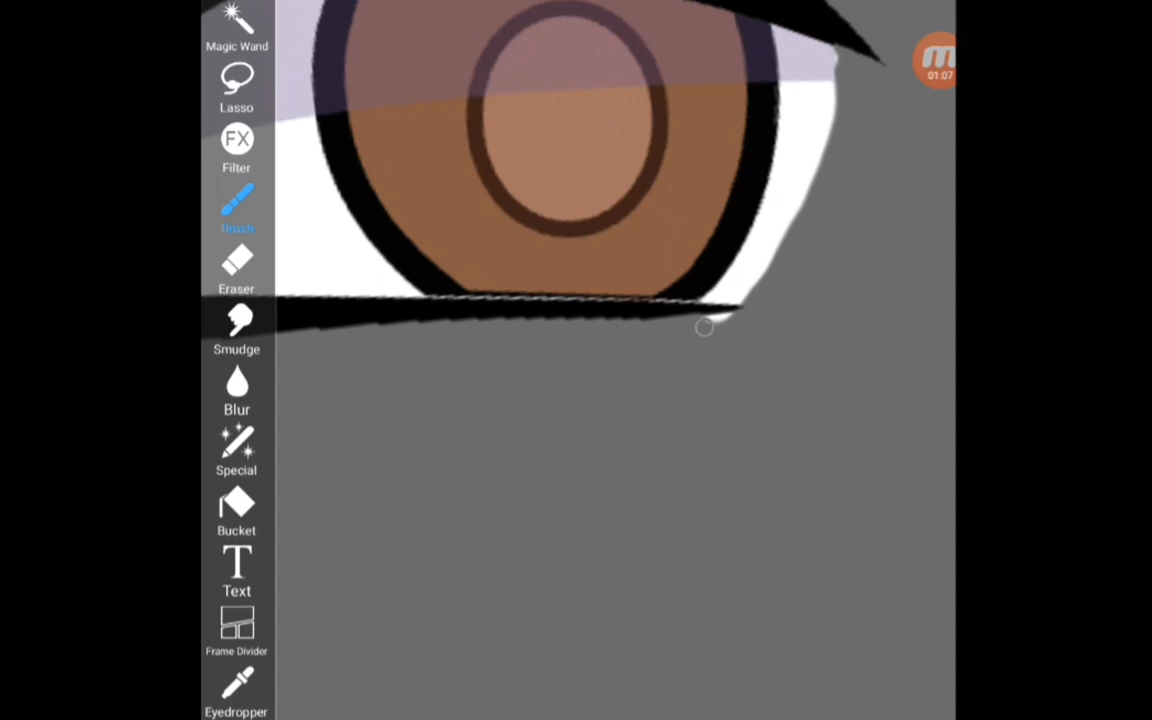 Magic Wand
Lasso
FX
Filter
Brush
Eraser
Smudge
Blur
Special
Bucket
T
Text
Frame Divider
Eyedropper
m
01:07